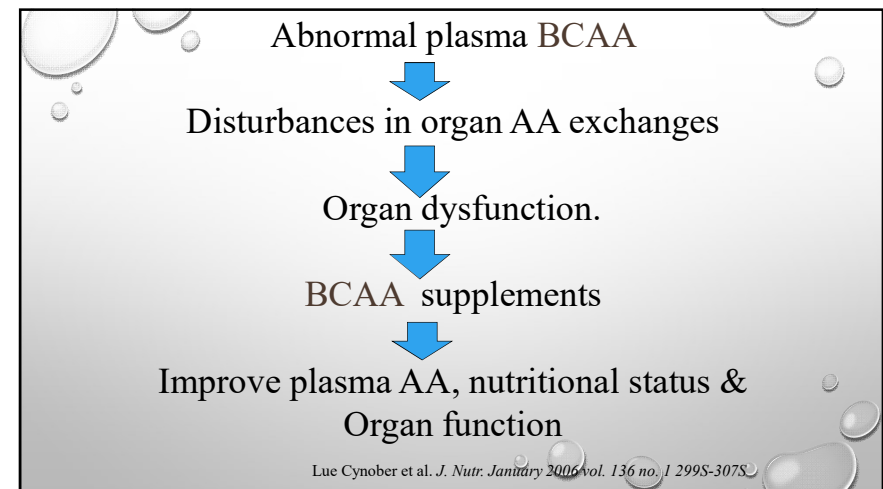 Abnormal plasma BCAA
Disturbances in organ AA exchanges
Organ dysfunction.
BCAA supplements
Improve plasma AA, nutritional status &
Organ function
Lue Cynober et al. J. Nutr. January 2006 vol. 136 no. 1 299S-307S